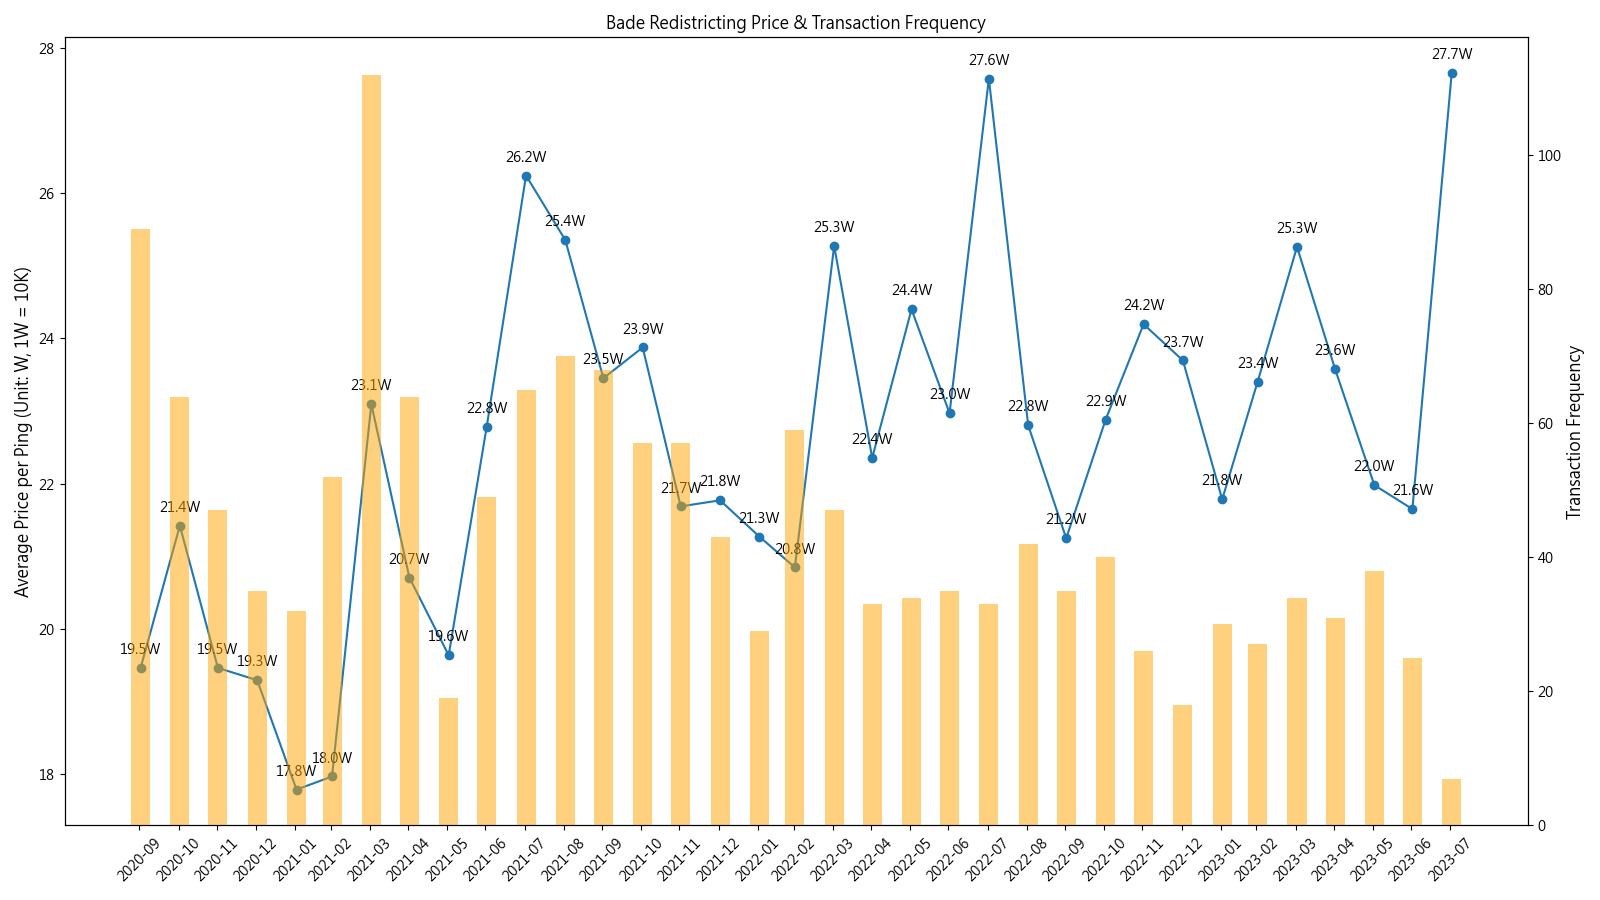 Bade Redistricting Price & Transaction Frequency
Average Price per Ping (Unit: W, 1W = 10K)
28
26
24
22
20
18
19.5W
21.4W
19.5W
19.3W
17.8W
18.0W
23.1W
20.7W
19.6W
22.8W
26.2W
25.4W
23.5W
23.9W
21.7W
21.8W
21.3W
20.8W
25.3W
22.4W
24.4W
23.0W
27.6W
22.8W
21.2W
22.9W
24.2W
23.7W
21.8W
23.4W
25.3W
23.6W
22.0W
21.6W
27.7W
100
80
60
40
20
0
Transaction Frequency
2020-09
2020-10
2020-11
2020-12
2021-01
2021-02
2021-03
2021-04
2021-05
2021-06
2021-07
2021-08
2021-09
2021-10
2021-11
2021-12
2022-01
2022-02
2022-03
2022-04
2022-05
2022-06
2022-07
2022-08
2022-09
2022-10
2022-11
2022-12
2023-01
2023-02
2023-03
2023-04
2023-05
2023-06
2023-07